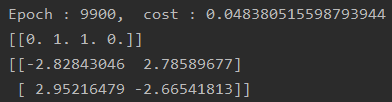 Epoch : 9900,  cost : 0.048380515598793944
[[0. 1. 1. 0.]]
[[-2.82843046  2.78589677]
 [ 2.95216479 -2.66541813]]